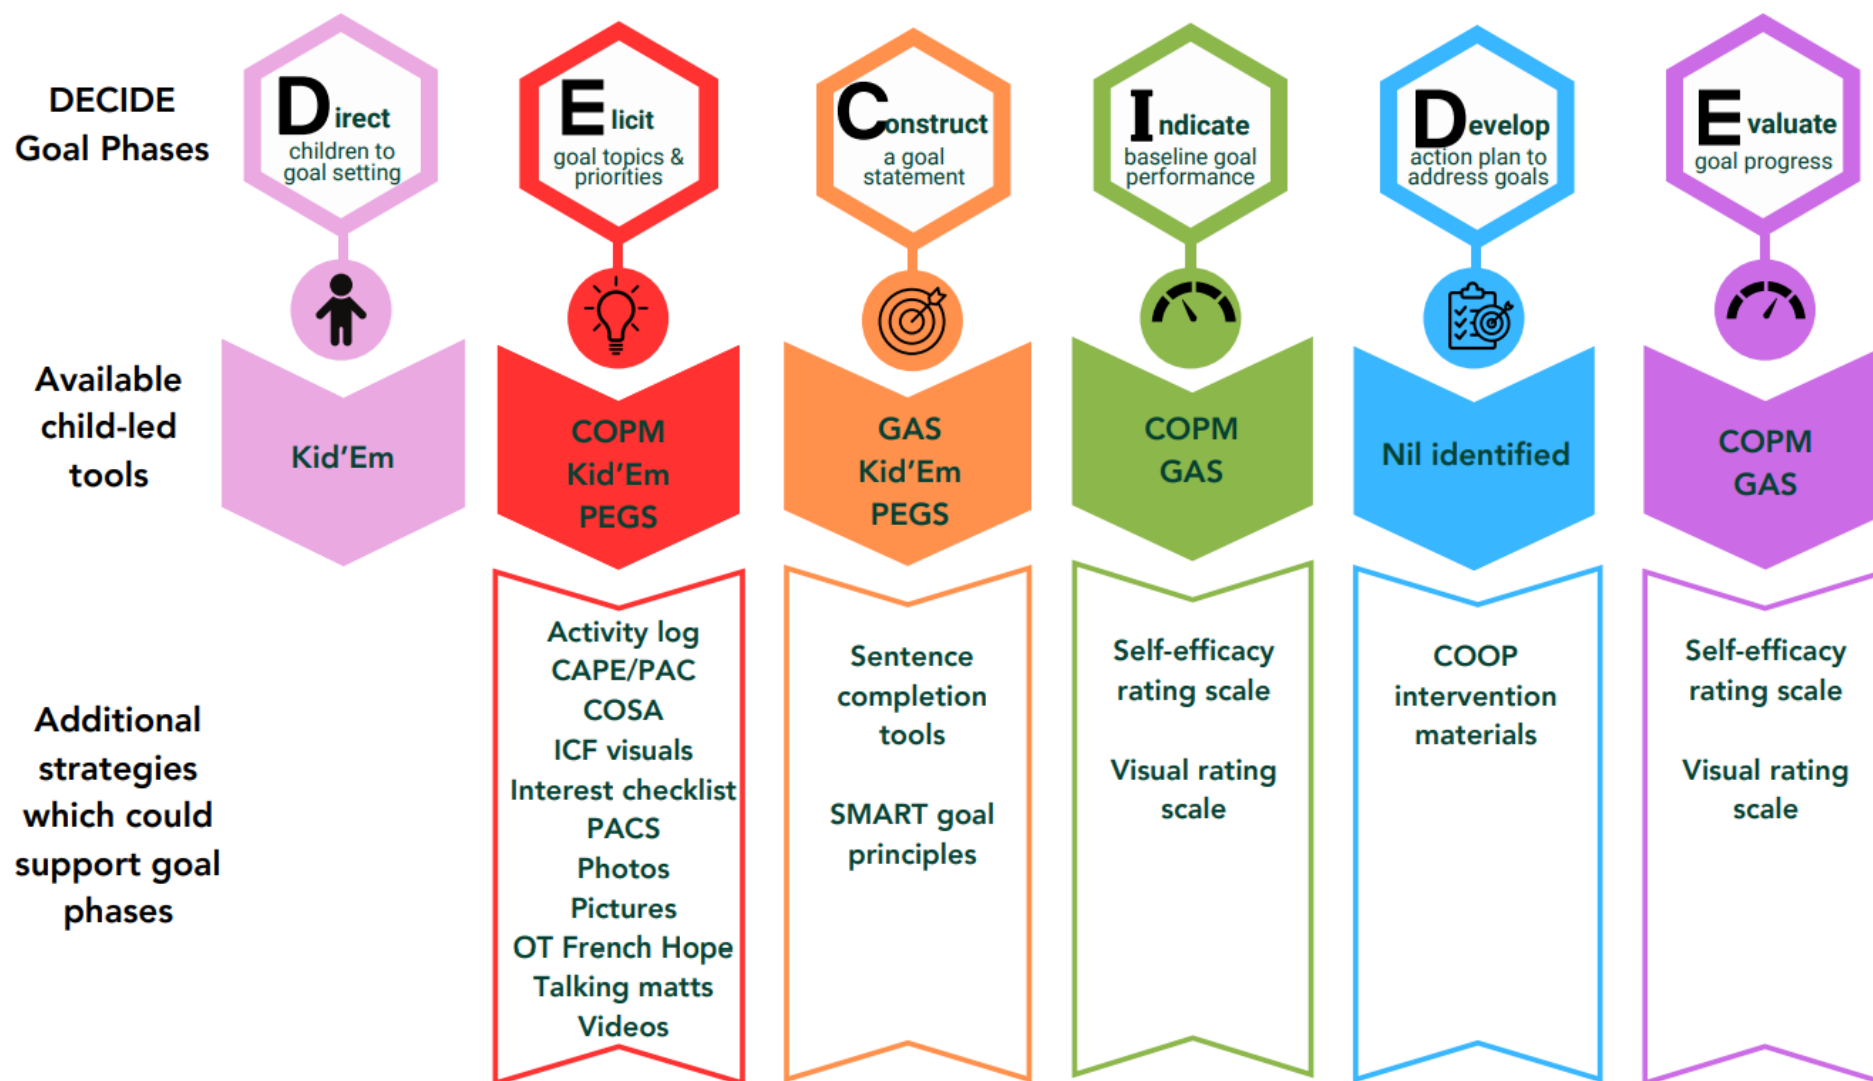 DECIDE
Goal Phases
Direct
children to
goal setting
Elicit
goal topics &
priorities
Construct
a goal
statement
Indicate
baseline goal
performance
Develop
action plan to
address goals
Evaluate
goal progress
Available
child-led
tools
Kid'Em
COPM
Kid'Em
PEGS
GAS
Kid'Em
PEGS
COPM
GAS
Nil identified
COPM
GAS
Additional
strategies
which could
support goal
phases
Activity log
CAPE/PAC
COSA
ICF visuals
Interest checklist
PACS
Photos
Pictures
OT French Hope
Talking matts
Videos
Sentence
completion
tools
SMART goal
principles
Self-efficacy
rating scale
Visual rating
scale
COOP
intervention
materials
Self-efficacy
rating scale
Visual rating
scale